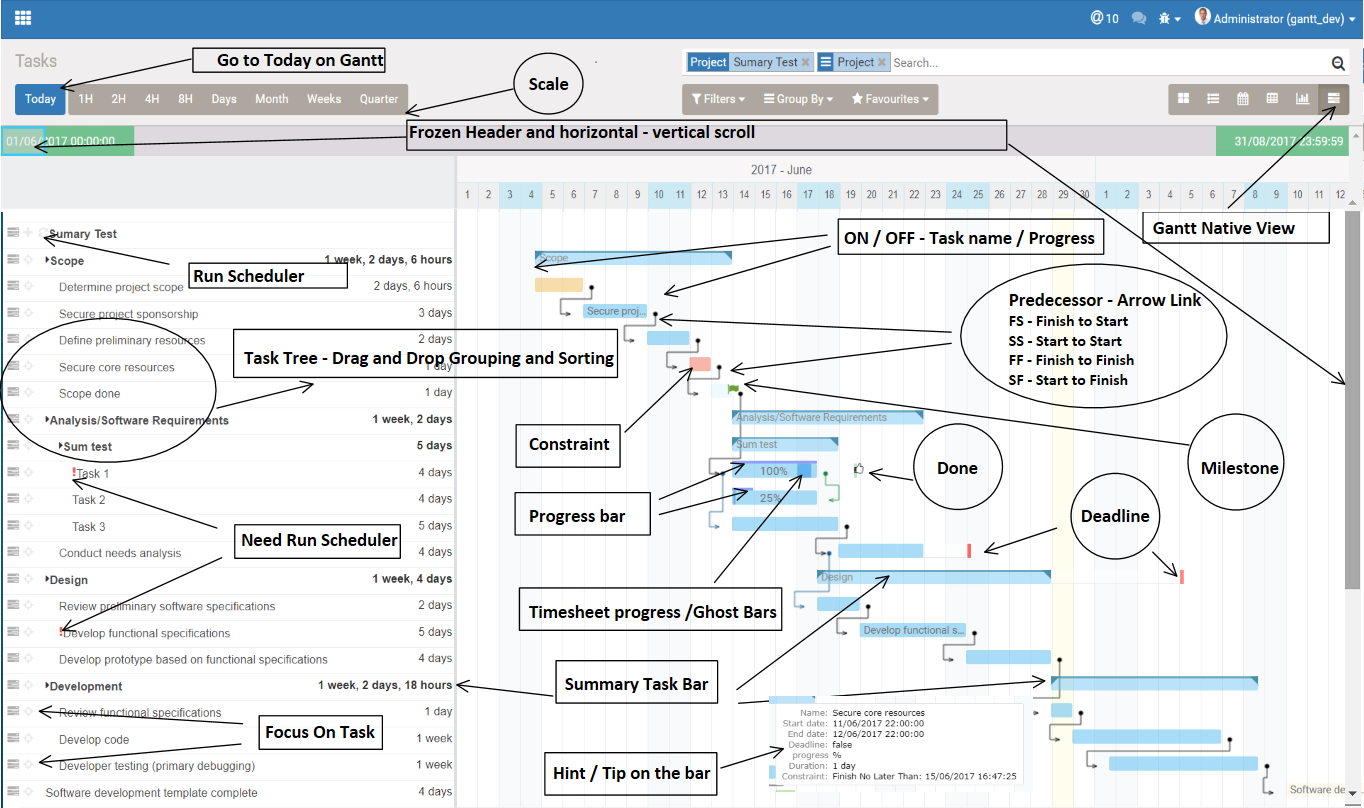 @10 Administrator (gantt_dev)
Tasks
Go to Today on Gantt
Scale
Project Sumary Test × Project × Search...
Today 1H 2H 4H 8H Days Month Weeks Quarter
Filters Group By Favourites
01/06/2017 00:00:00
Frozen Header and horizontal - vertical scroll
31/08/2017 23:59:59
2017 - June
1 2 3 4 5 6 7 8 9 10 11 12 13 14 15 16 17 18 19 20 21 22 23 24 25 26 27 28 29 30 1 2 3 4 5 6 7 8 9 10 11 12
Gantt Native View
Sumary Test
ON / OFF - Task name / Progress
Scope 1 week, 2 days, 6 hours
Scope
Run Scheduler
Determine project scope 2 days, 6 hours
Secure project sponsorship 3 days
Secure proj...
Predecessor - Arrow Link
FS - Finish to Start
SS - Start to Start
FF - Finish to Finish
SF - Start to Finish
Define preliminary resources 2 days
Task Tree - Drag and Drop Grouping and Sorting
Secure core resources 1 day
Scope done 1 day
Analysis/Software Requirements 1 week, 2 days
Analysis/Software Requirements
Constraint
Sum test 5 days
Sum test
Done
Milestone
!Task 1 4 days
100%
Task 2 4 days
25%
Progress bar
Deadline
Task 3 5 days
Need Run Scheduler
Conduct needs analysis 4 days
Design 1 week, 4 days
Design
Review preliminary software specifications 2 days
Timesheet progress /Ghost Bars
!Develop functional specifications 5 days
Develop functional s...
Develop prototype based on functional specifications 4 days
Development 1 week, 2 days, 18 hours
Summary Task Bar
Review functional specifications 1 day
Focus On Task
Develop code 1 week
Developer testing (primary debugging) 1 week
Hint / Tip on the bar
Name: Secure core resources
Start date: 11/06/2017 22:00:00
End date: 12/06/2017 22:00:00
Deadline: false
progress %
Duration: 1 day
Constraint: Finish No Later Than: 15/06/2017 16:47:25
Software development template complete 4 days
Software de